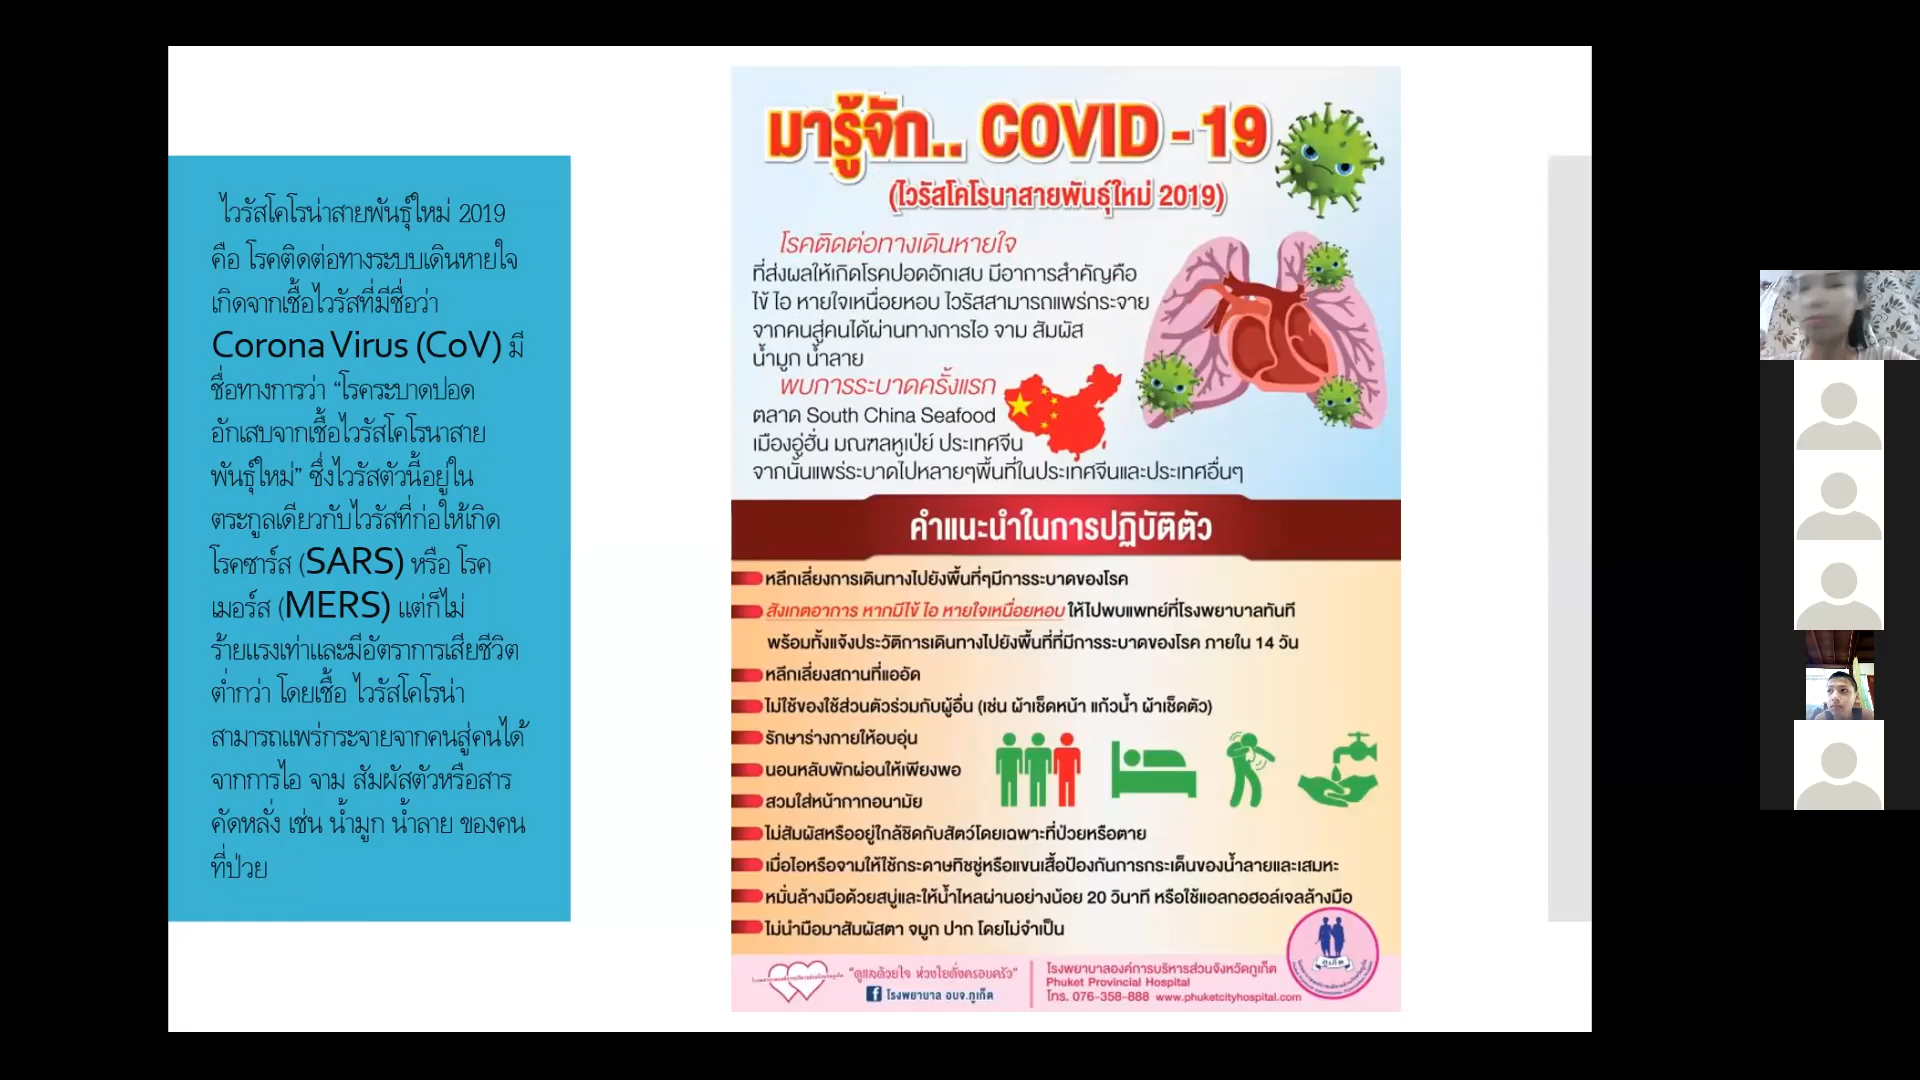 ไวรัสโคโรน่าสายพันธุ์ใหม่ 2019
คือ โรคติดต่อทางระบบเดินหายใจ
เกิดจากเชื้อไวรัสที่มีชื่อว่า
Corona Virus (CoV) มี
ชื่อทางการว่า “โรคระบาดปอด
อักเสบจากเชื้อไวรัสโคโรนาสาย
พันธุ์ใหม่” ซึ่งไวรัสตัวนี้อยู่ใน
ตระกูลเดียวกับไวรัสที่ก่อให้เกิด
โรคซาร์ส (SARS) หรือ โรค
เมอร์ส (MERS) แต่ก็ไม่
ร้ายแรงเท่าและมีอัตราการเสียชีวิต
ต่ำกว่า โดยเชื้อ ไวรัสโคโรน่า
สามารถแพร่กระจายจากคนสู่คนได้
จากการไอ จาม สัมผัสตัวหรือสาร
คัดหลั่ง เช่น น้ำมูก น้ำลาย ของคน
ที่ป่วย
มารู้จัก.. COVID - 19
(ไวรัสโคโรนาสายพันธุ์ใหม่ 2019)
โรคติดต่อทางเดินหายใจ
ที่ส่งผลให้เกิดโรคปอดอักเสบ มีอาการสำคัญคือ
ไข้ ไอ หายใจเหนื่อยหอบ ไวรัสสามารถแพร่กระจาย
จากคนสู่คนได้ผ่านทางการไอ จาม สัมผัส
น้ำมูก น้ำลาย
พบการระบาดครั้งแรก
ตลาด South China Seafood
เมืองอู่ฮั่น มณฑลหูเป่ย์ ประเทศจีน
จากนั้นแพร่ระบาดไปหลายๆพื้นที่ในประเทศจีนและประเทศอื่นๆ
คำแนะนำในการปฏิบัติตัว
หลีกเลี่ยงการเดินทางไปยังพื้นที่ๆมีการระบาดของโรค
สังเกตอาการ หากมีไข้ ไอ หายใจเหนื่อยหอบ ให้ไปพบแพทย์ที่โรงพยาบาลทันที
พร้อมทั้งแจ้งประวัติการเดินทางไปยังพื้นที่ที่มีการระบาดของโรค ภายใน 14 วัน
หลีกเลี่ยงสถานที่แออัด
ไม่ใช้ของใช้ส่วนตัวร่วมกับผู้อื่น (เช่น ผ้าเช็ดหน้า แก้วน้ำ ผ้าเช็ดตัว)
รักษาร่างกายให้อบอุ่น
นอนหลับพักผ่อนให้เพียงพอ
สวมใส่หน้ากากอนามัย
ไม่สัมผัสหรืออยู่ใกล้ชิดกับสัตว์โดยเฉพาะที่ป่วยหรือตาย
เมื่อไอหรือจามให้ใช้กระดาษทิชชู่หรือแขนเสื้อป้องกันการกระเด็นของน้ำลายและเสมหะ
หมั่นล้างมือด้วยสบู่และให้น้ำไหลผ่านอย่างน้อย 20 วินาที หรือใช้แอลกอฮอล์เจลล้างมือ
ไม่นำมือมาสัมผัสตา จมูก ปาก โดยไม่จำเป็น
“ดูแลด้วยใจ ห่วงใยดั่งครอบครัว”
โรงพยาบาล อบจ.ภูเก็ต
โรงพยาบาลองค์การบริหารส่วนจังหวัดภูเก็ต
Phuket Provincial Hospital
โทร. 076-358-888 www.phuketcityhospital.com
ภูเก็ต